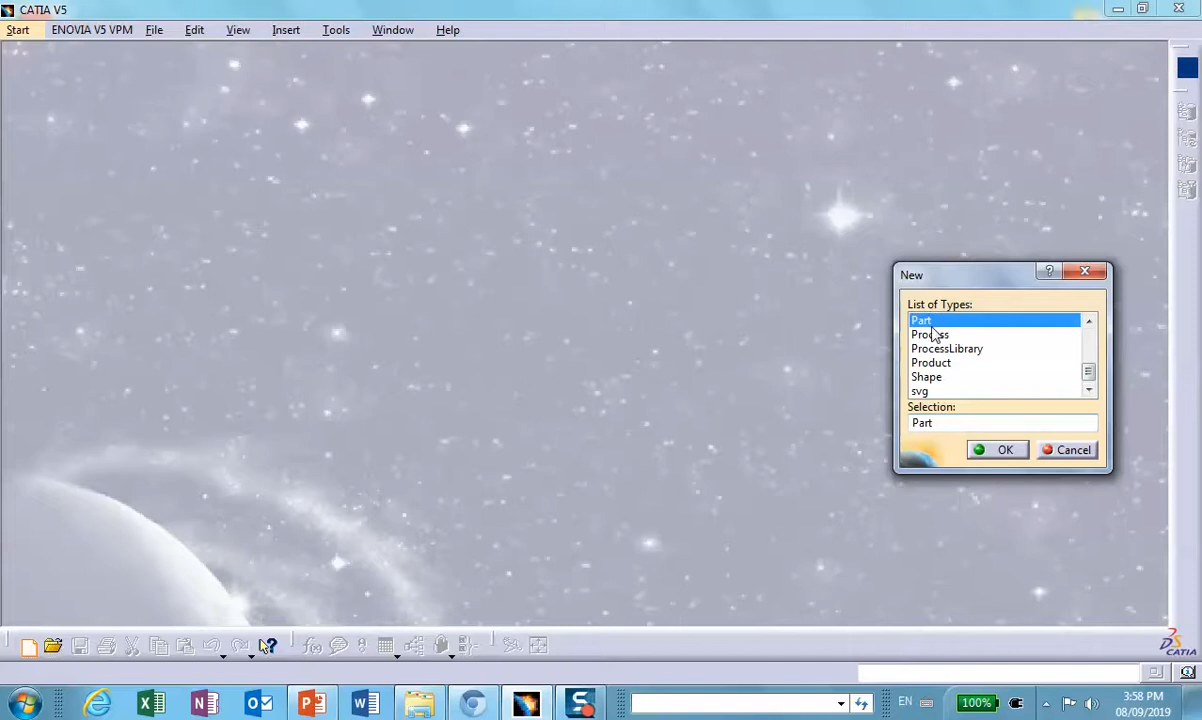 CATIA V5
Start ENOVIA V5 VPM File Edit View Insert Tools Window Help
New
List of Types:
Part
Process
ProcessLibrary
Product
Shape
svg
Selection:
Part
OK Cancel
CATIA
EN 100% 3:58 PM
08/09/2019